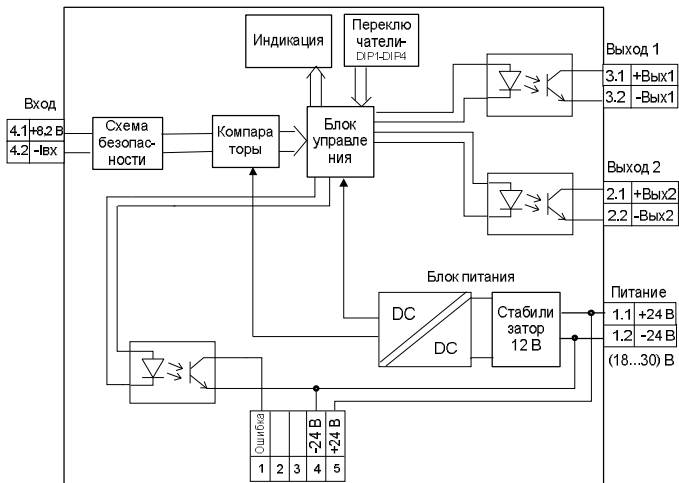 Индикация
Переклю
чатели-
DIP1-DIP4
Выход 1
3.1 +Вых1
3.2 -Вых1
Вход
4.1 +8,2 В
4.2 -Iвх
Схема
безопас-
ности
Компара
торы
Блок
управле
ния
Выход 2
2.1 +Вых2
2.2 -Вых2
Блок питания
DC
DC
Стабили
затор
12 В
Питание
1.1 +24 В
1.2 -24 В
(18...30) В
Ошибка
-24 В
+24 В
1 2 3 4 5